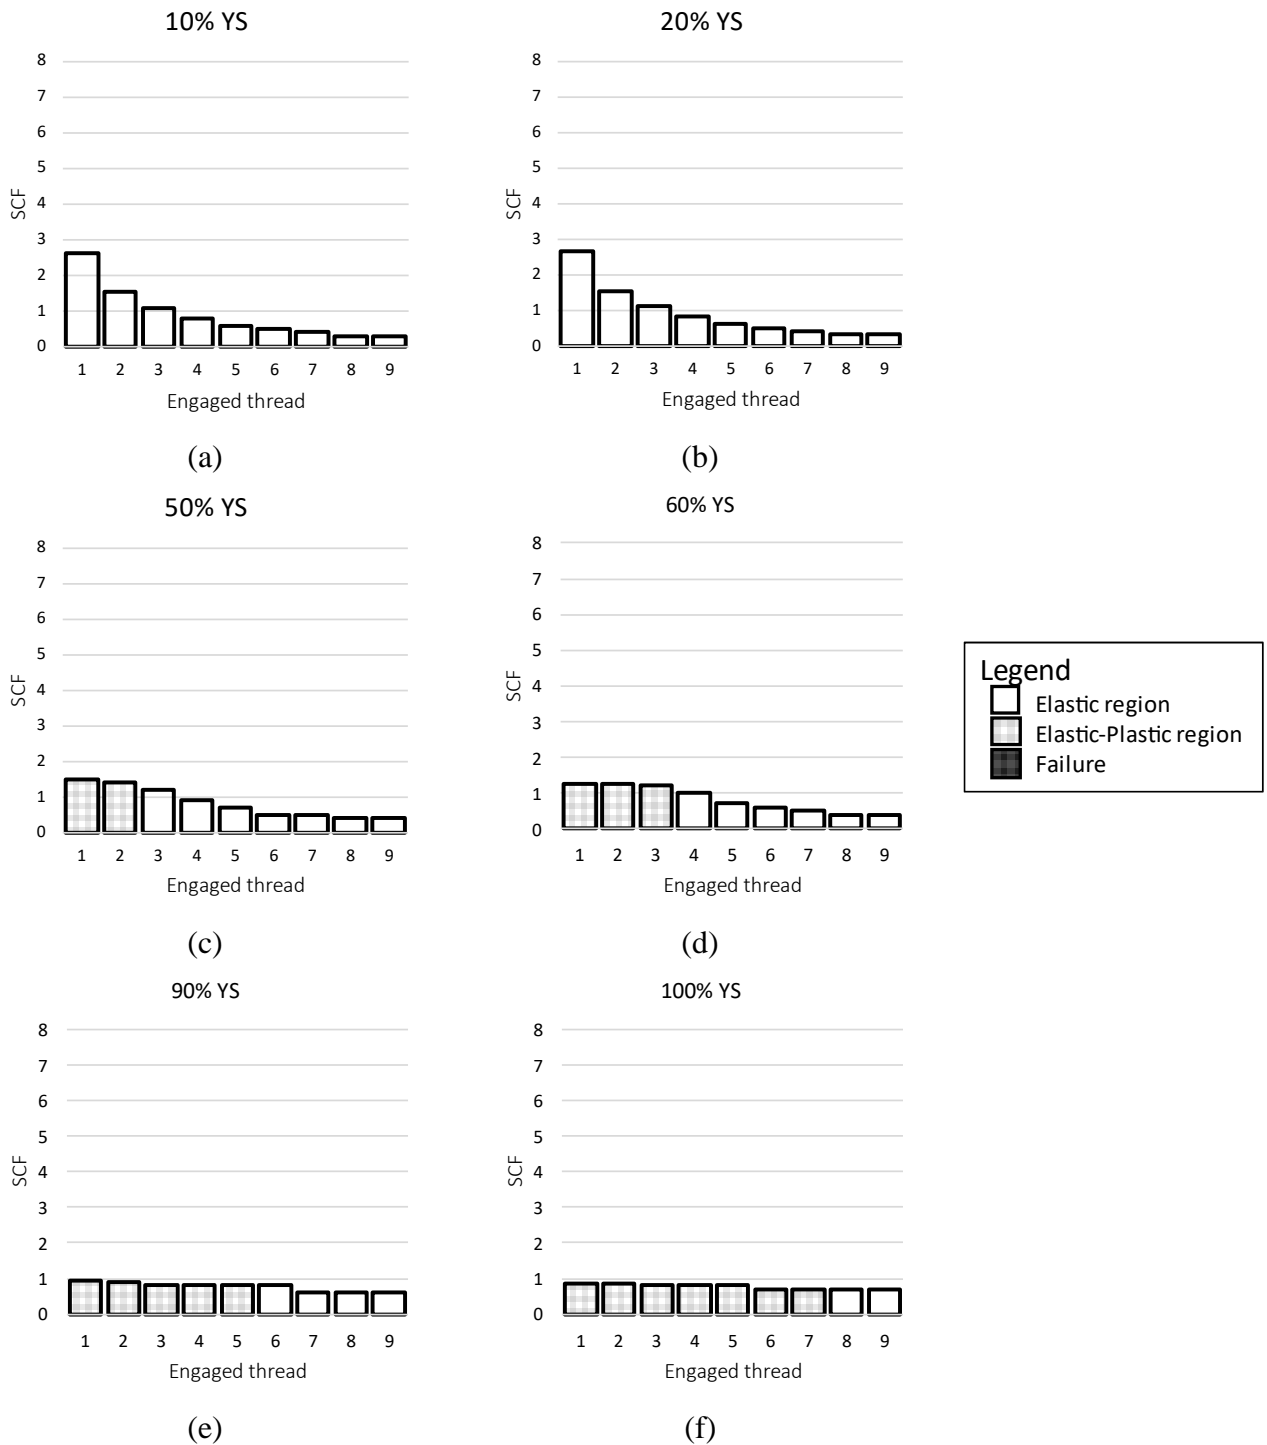 10% YS
8
7
6
5
4
3
2
1
0
SCF
1 2 3 4 5 6 7 8 9
Engaged thread
(a)
20% YS
8
7
6
5
4
3
2
1
0
SCF
1 2 3 4 5 6 7 8 9
Engaged thread
(b)
50% YS
8
7
6
5
4
3
2
1
0
SCF
1 2 3 4 5 6 7 8 9
Engaged thread
(c)
60% YS
8
7
6
5
4
3
2
1
0
SCF
1 2 3 4 5 6 7 8 9
Engaged thread
(d)
Legend
Elastic region
Elastic-Plastic region
Failure
90% YS
8
7
6
5
4
3
2
1
0
SCF
1 2 3 4 5 6 7 8 9
Engaged thread
(e)
100% YS
8
7
6
5
4
3
2
1
0
SCF
1 2 3 4 5 6 7 8 9
Engaged thread
(f)